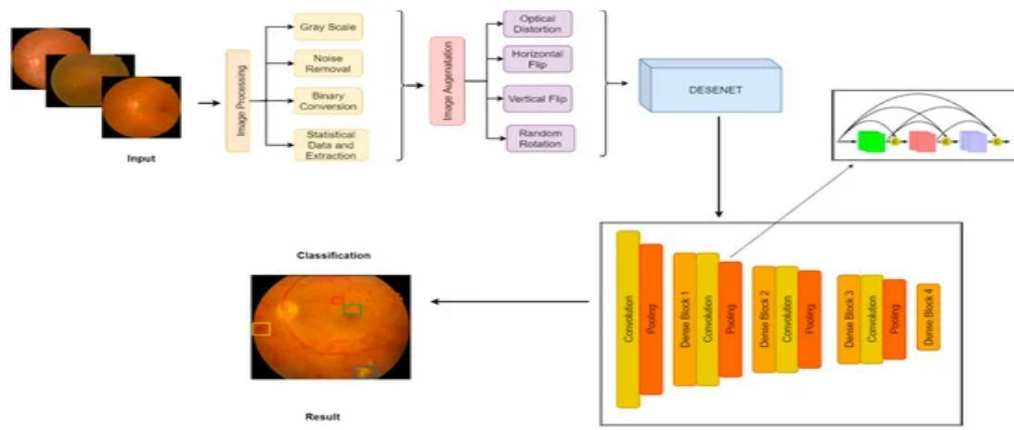 Input
Image Processing
Gray Scale
Noise
Removal
Binary
Conversion
Statistical
Data and
Extraction
Image Augenatation
Optical
Distortion
Horizontal
Flip
Vertical Flip
Random
Rotation
DESENET
C
C
C
Convolution
Pooling
Dense Block 1
Convolution
Pooling
Dense Block 2
Convolution
Pooling
Dense Block 3
Convolution
Pooling
Dense Block 4
Classification
Result